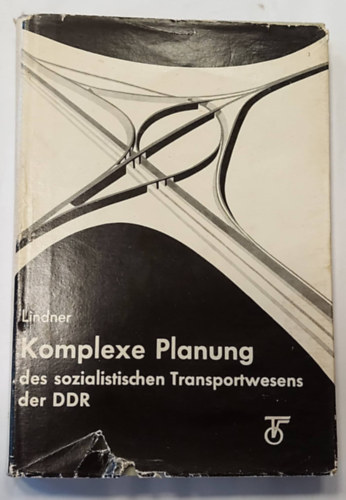 Lindner
Komplexe Planung
des sozialistischen Transportwesens
der DDR